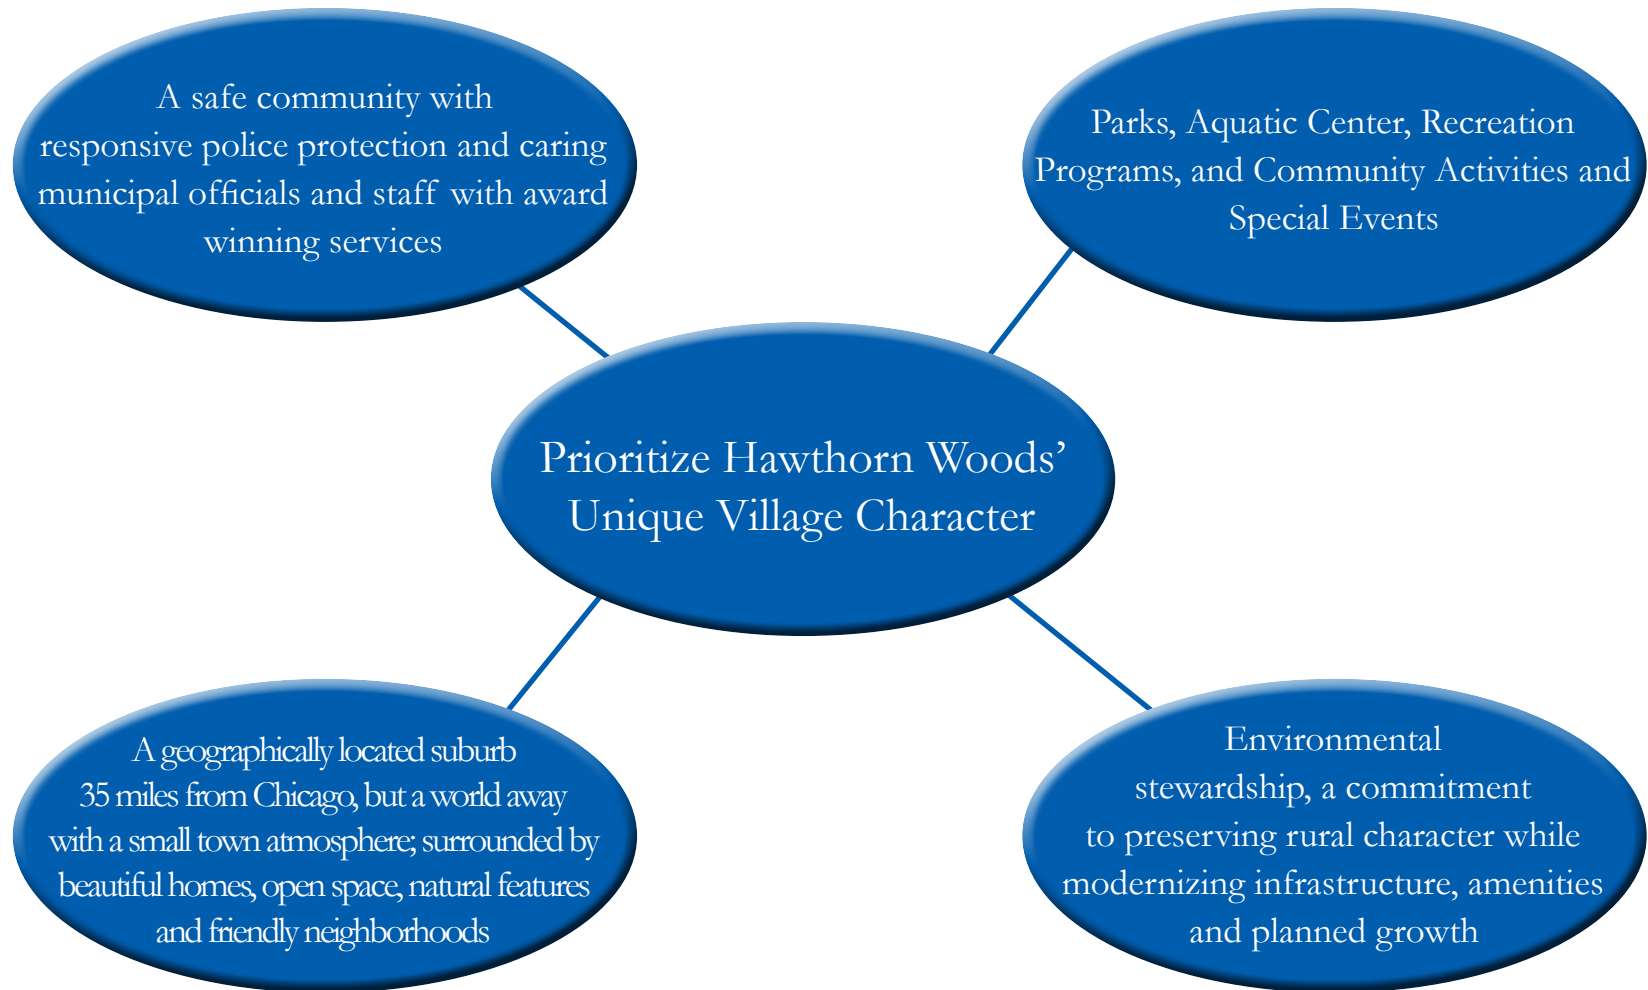 A safe community with
responsive police protection and caring
municipal officials and staff with award
winning services
Parks, Aquatic Center, Recreation
Programs, and Community Activities and
Special Events
Prioritize Hawthorn Woods’
Unique Village Character
A geographically located suburb
35 miles from Chicago, but a world away
with a small town atmosphere; surrounded by
beautiful homes, open space, natural features
and friendly neighborhoods
Environmental
stewardship, a commitment
to preserving rural character while
modernizing infrastructure, amenities
and planned growth